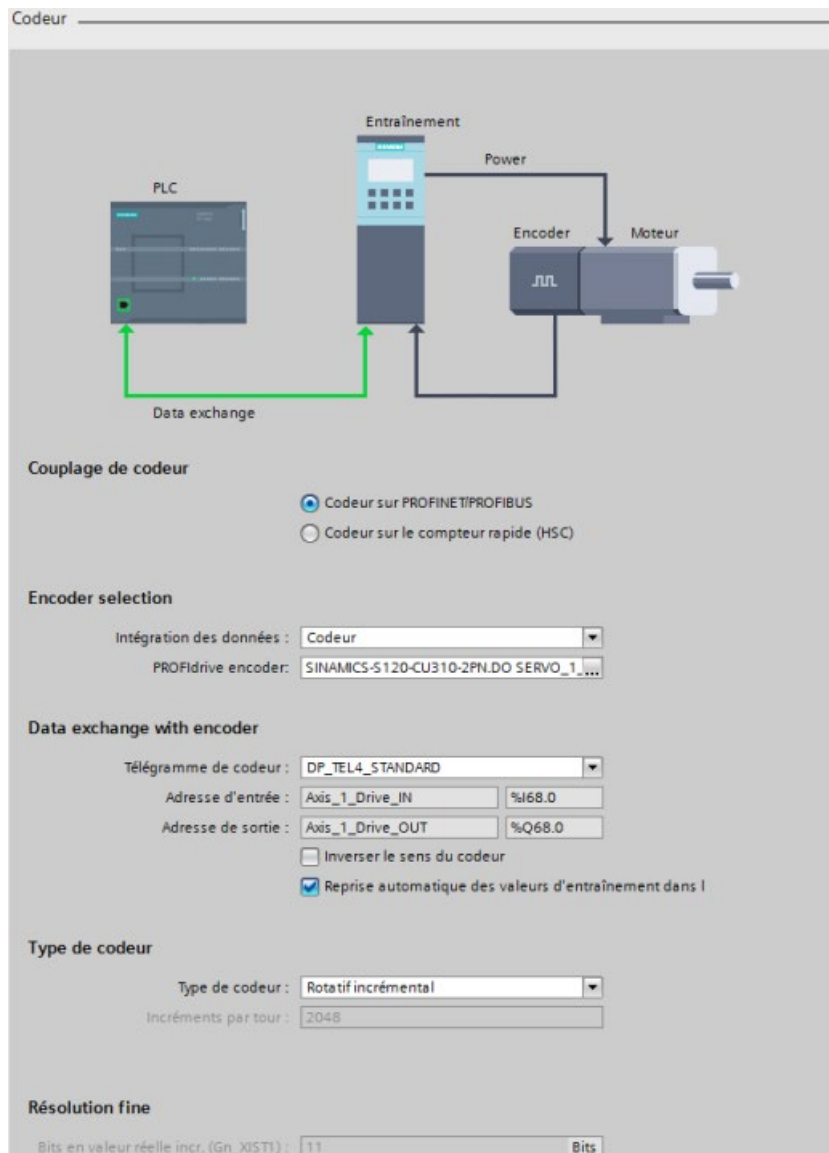 Codeur
Entraînement
SIEMENS
Power
PLC
Encoder Moteur
Data exchange
Couplage de codeur
Codeur sur PROFINET/PROFIBUS
Codeur sur le compteur rapide (HSC)
Encoder selection
Intégration des données : Codeur
PROFIdrive encoder: SINAMICS-S120-CU310-2PN.DO SERVO_1_ ...
Data exchange with encoder
Télégramme de codeur : DP_TEL4_STANDARD
Adresse d'entrée : Axis_1_Drive_IN %I68.0
Adresse de sortie : Axis_1_Drive_OUT %Q68.0
Inverser le sens du codeur
Reprise automatique des valeurs d'entraînement dans l
Type de codeur
Type de codeur : Rotatif incrémental
Incréments par tour : 2048
Résolution fine
Bits en valeur réelle incr. (Gn_XIST1) : 11 Bits